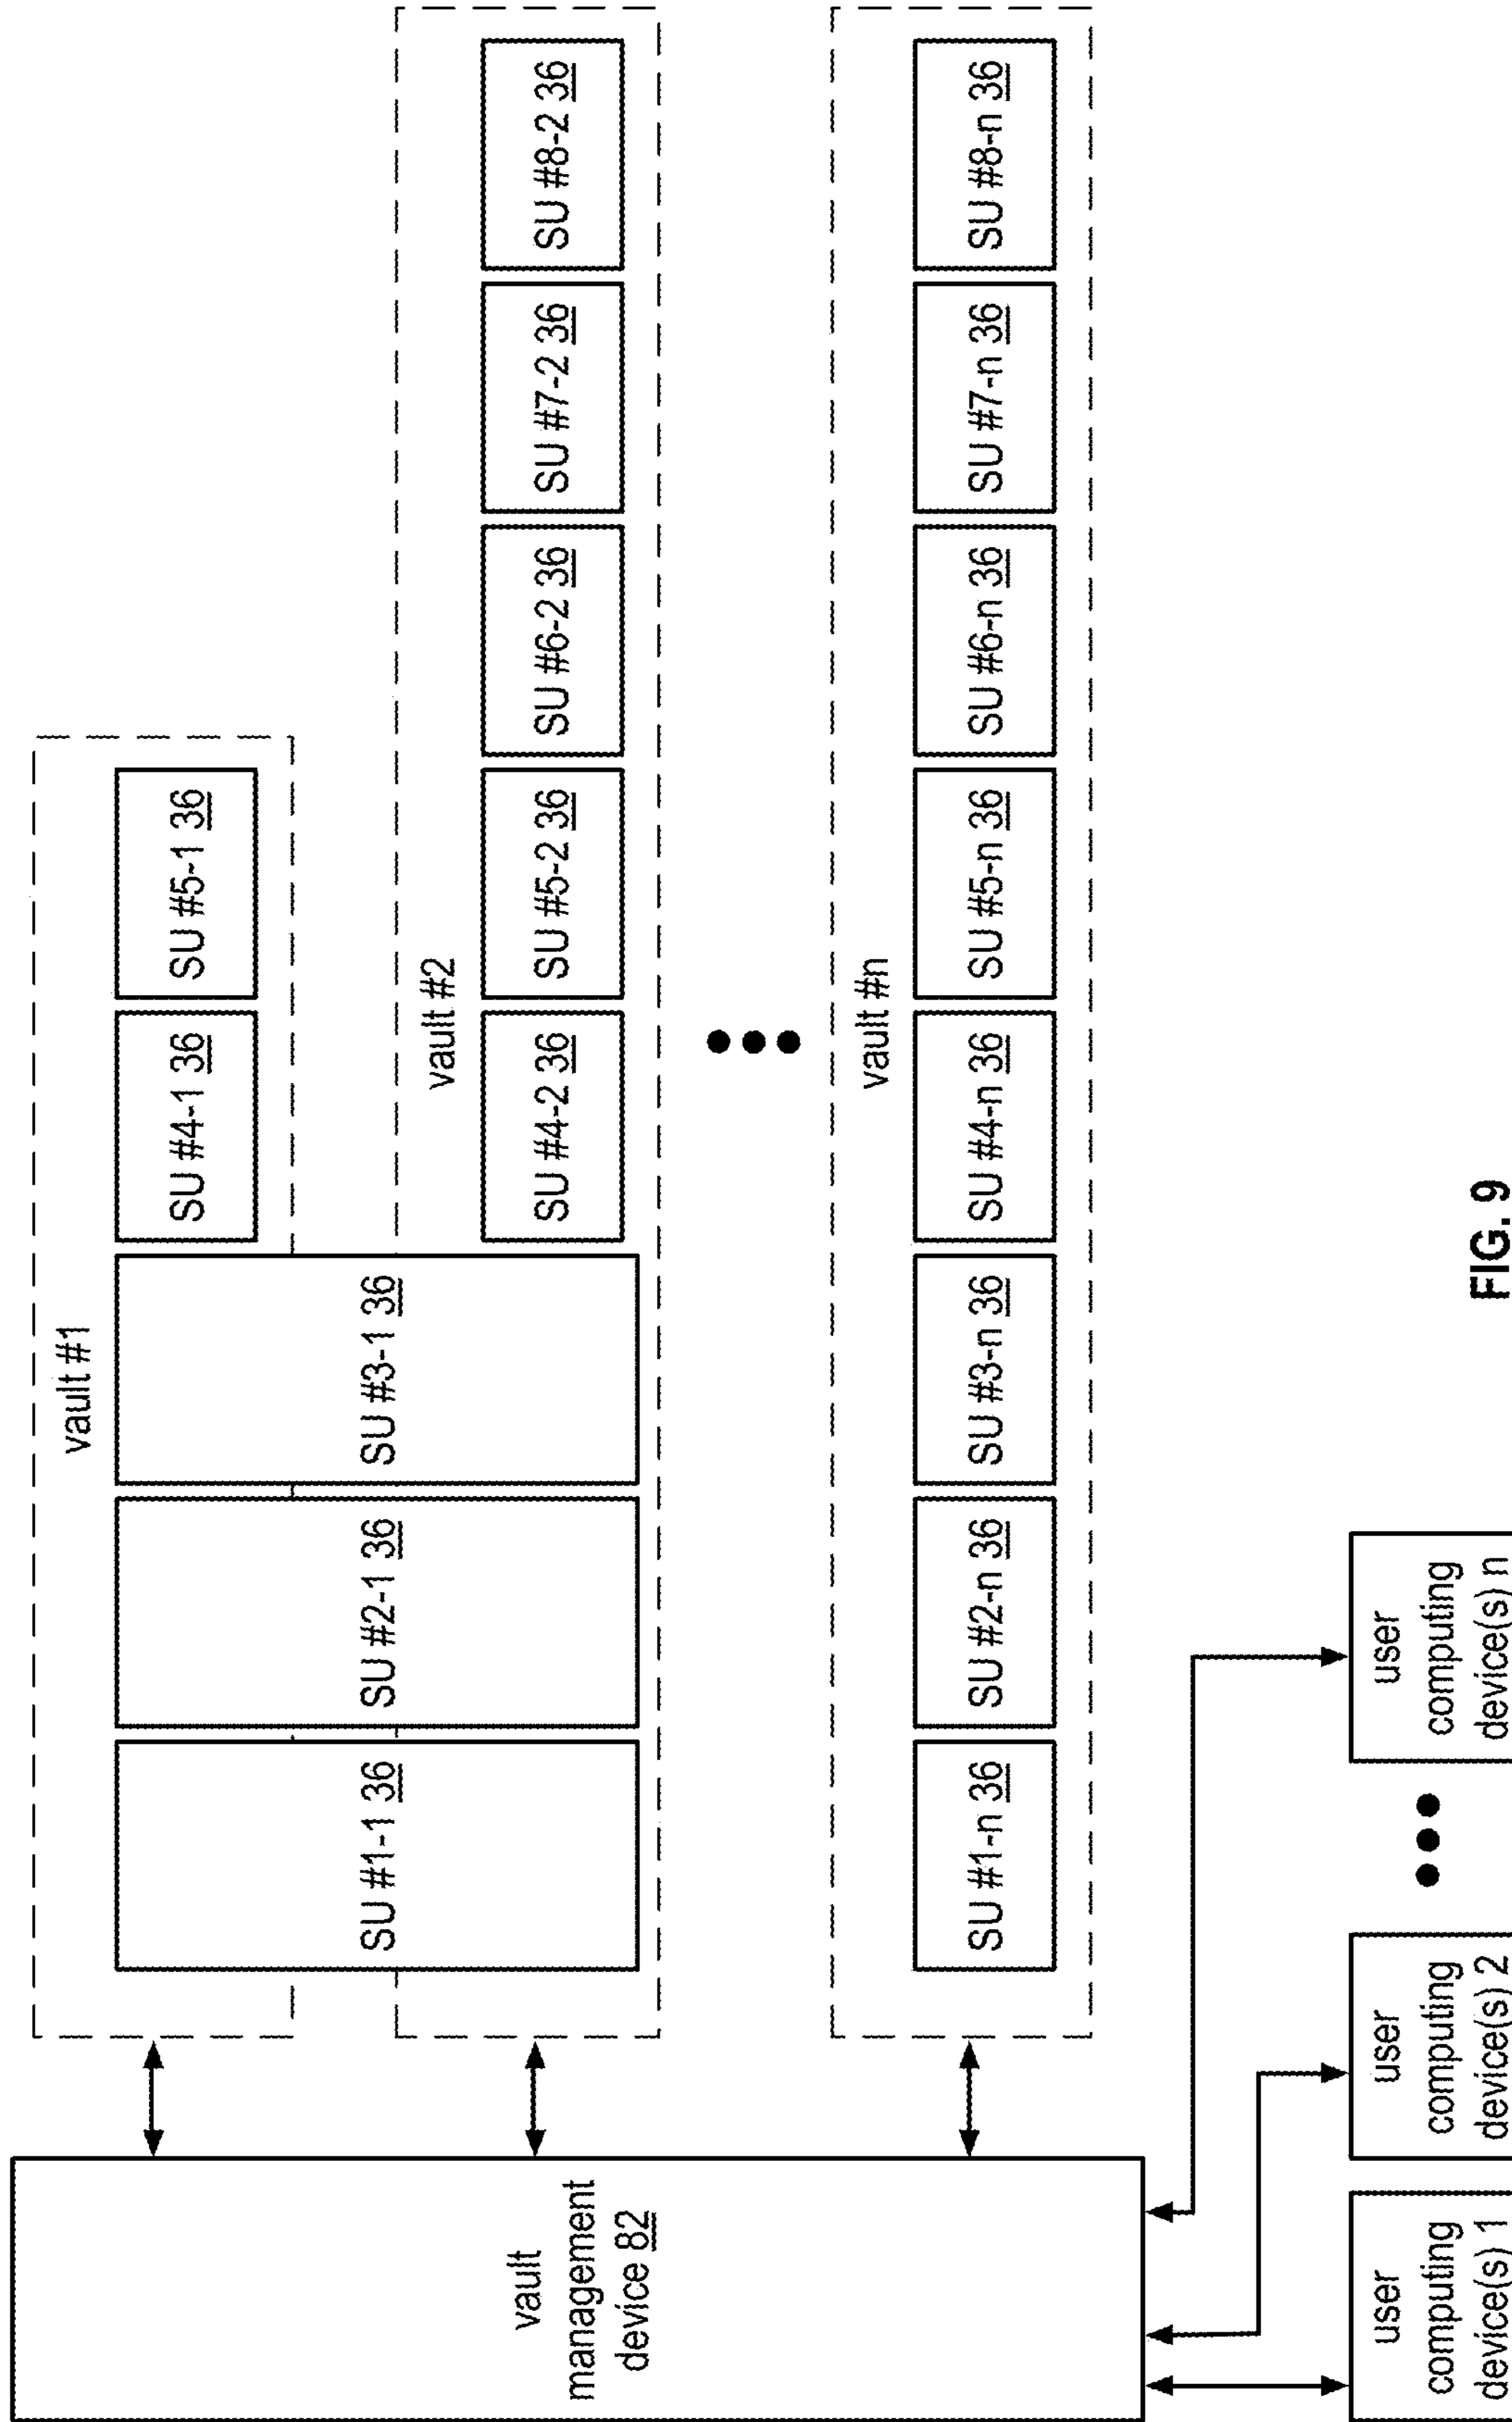 vault
management
device 82
vault #1
SU #1-1 36
SU #2-1 36
SU #3-1 36
SU #4-1 36
SU #5-1 36
vault #2
SU #4-2 36
SU #5-2 36
SU #6-2 36
SU #7-2 36
SU #8-2 36
vault #n
SU #1-n 36
SU #2-n 36
SU #3-n 36
SU #4-n 36
SU #5-n 36
SU #6-n 36
SU #7-n 36
SU #8-n 36
user
computing
device(s) 1
user
computing
device(s) 2
user
computing
device(s) n
FIG. 9